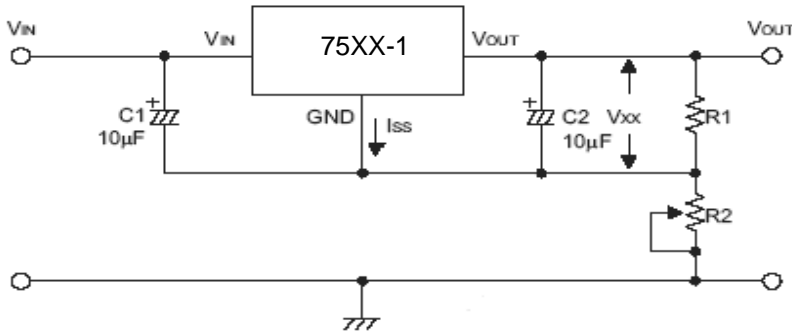 VIN
VIN
75XX-1
VOUT
VOUT
C1
10µF
+
GND
ISS
+
C2
10µF
VXX
R1
R2